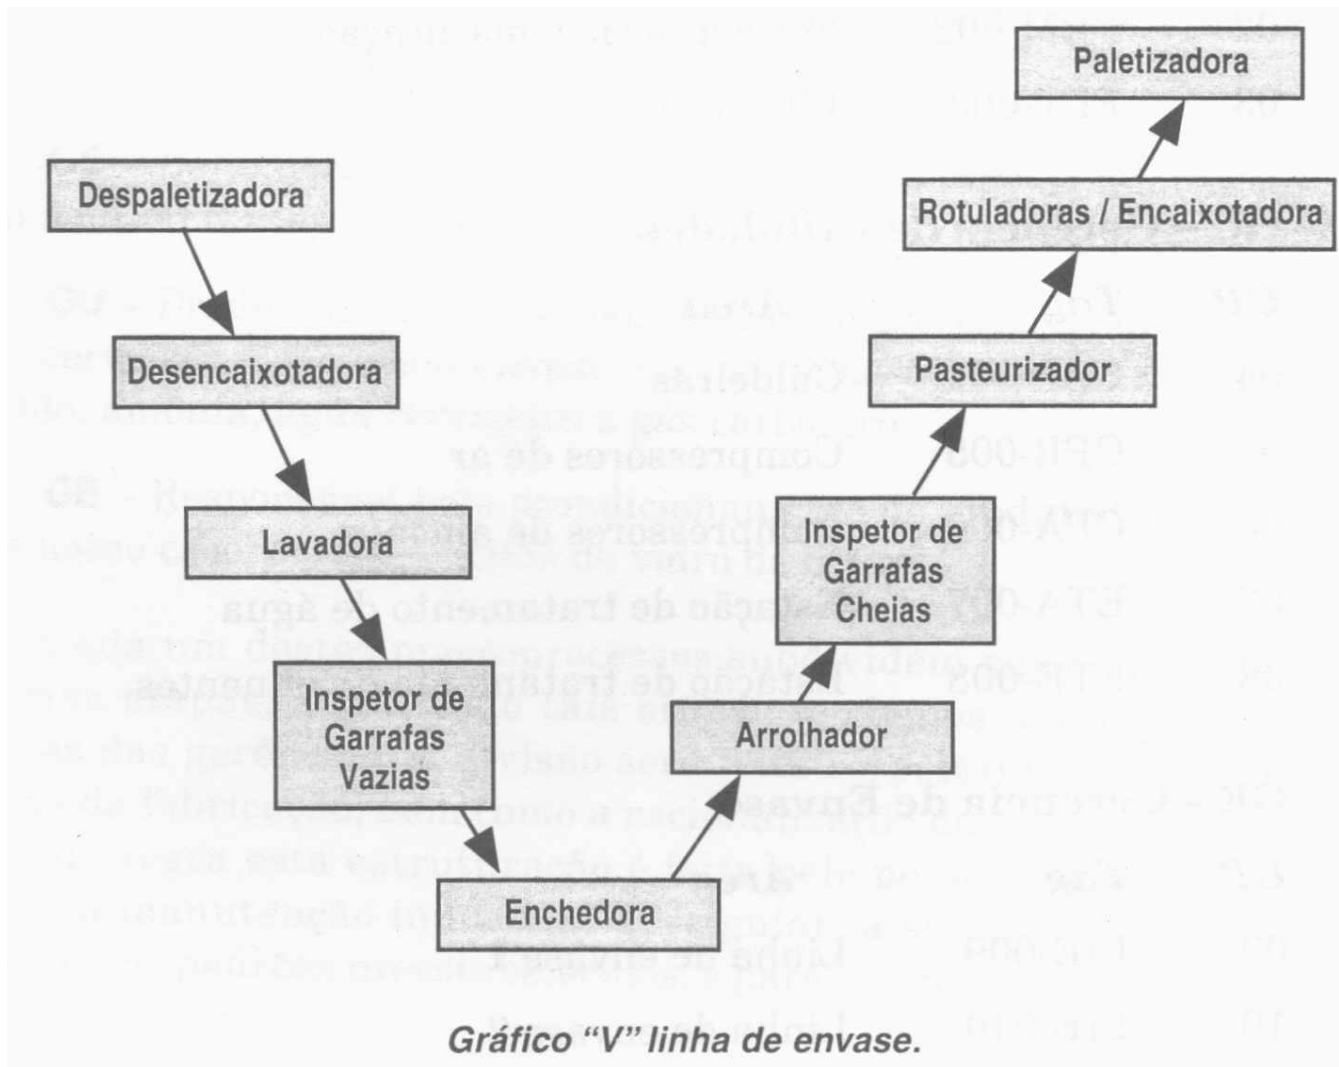 Despaletizadora
Desencaixotadora
Lavadora
Inspetor de
Garrafas
Vazias
Enchedora
Arrolhador
Inspetor de
Garrafas
Cheias
Pasteurizador
Rotuladoras / Encaixotadora
Paletizadora
Gráfico “V” linha de envase.